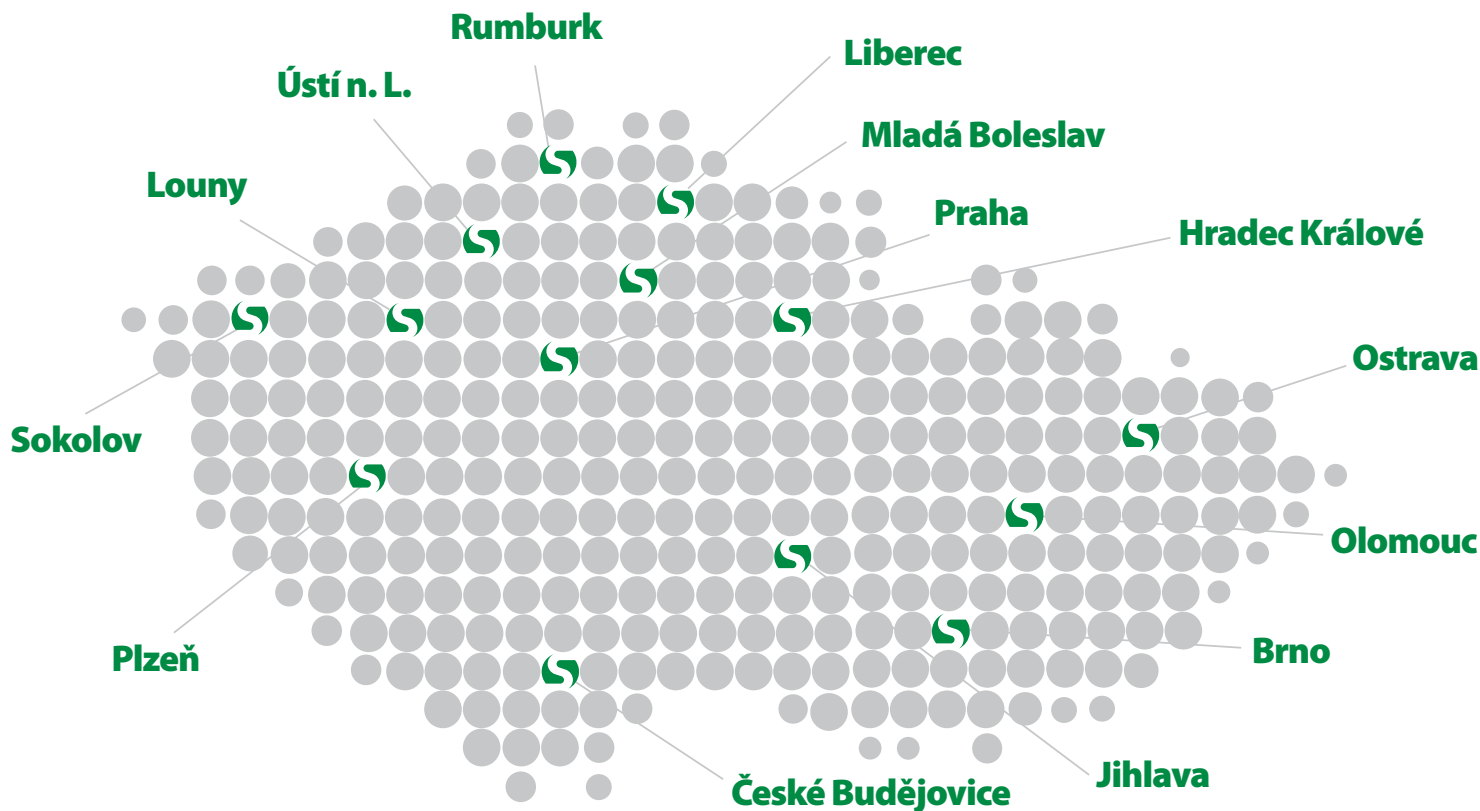 Rumburk
Liberec
Ústí n. L.
Mladá Boleslav
Louny
Praha
Hradec Králové
Ostrava
Sokolov
Olomouc
Plzeň
Brno
Jihlava
České Budějovice